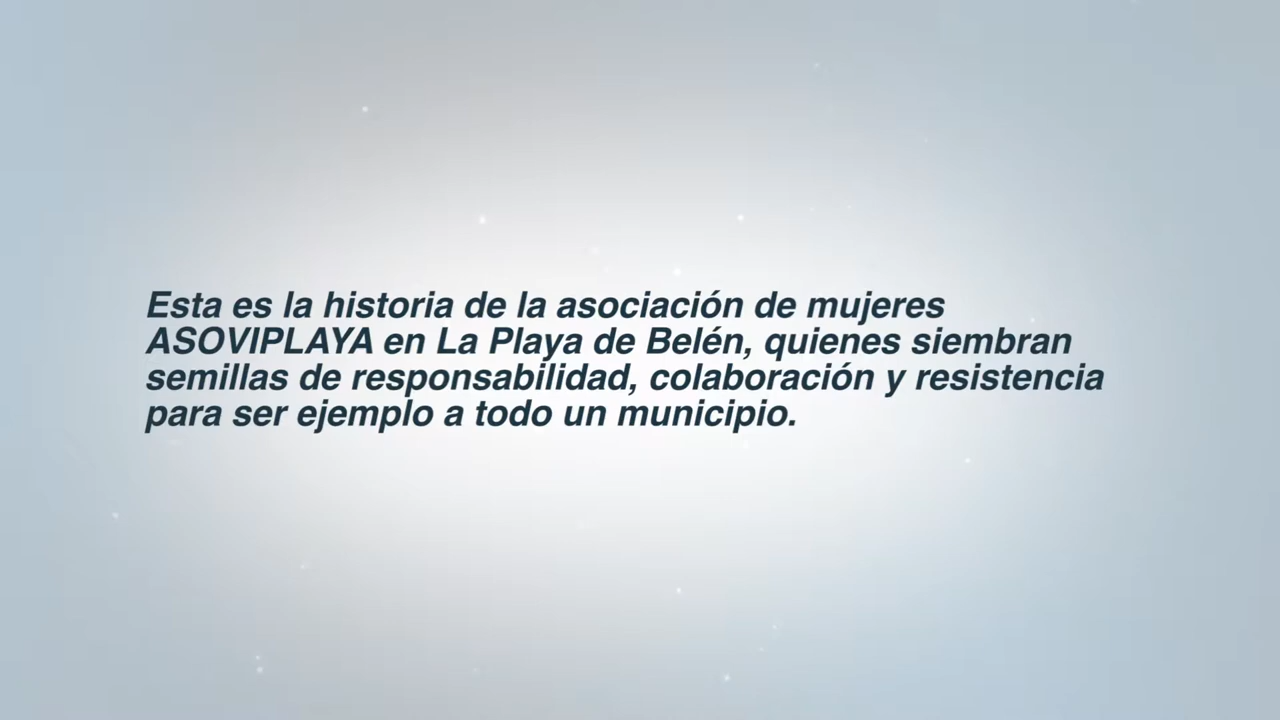 Esta es la historia de la asociación de mujeres
ASOVIPLAYA en La Playa de Belén, quienes siembran
semillas de responsabilidad, colaboración y resistencia
para ser ejemplo a todo un municipio.